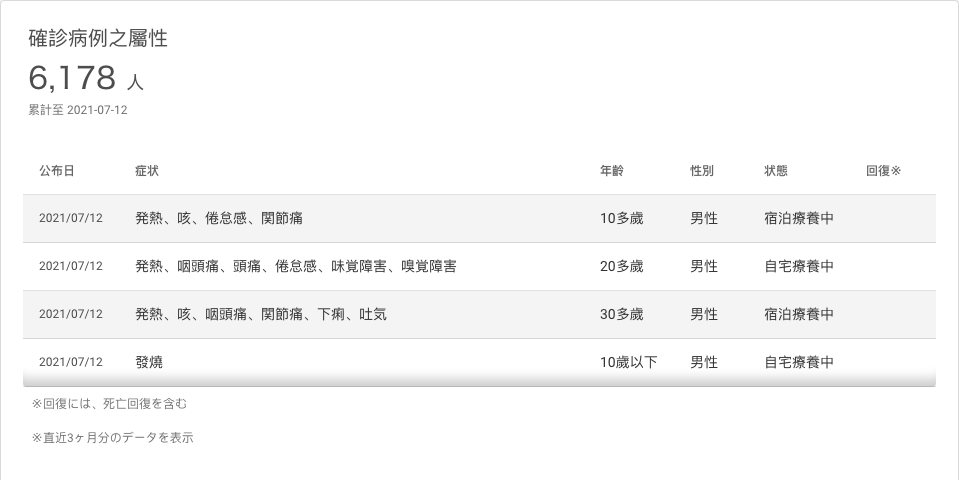 確診病例之屬性
6,178 人
累計至 2021-07-12
公布日 症状 年齢 性別 状態 回復※
2021/07/12 発熱、咳、倦怠感、関節痛 10多歲 男性 宿泊療養中
2021/07/12 発熱、咽頭痛、頭痛、倦怠感、味覚障害、嗅覚障害 20多歲 男性 自宅療養中
2021/07/12 発熱、咳、咽頭痛、関節痛、下痢、吐気 30多歲 男性 宿泊療養中
2021/07/12 發燒 10歲以下 男性 自宅療養中
※回復には、死亡回復を含む
※直近3ヶ月分のデータを表示